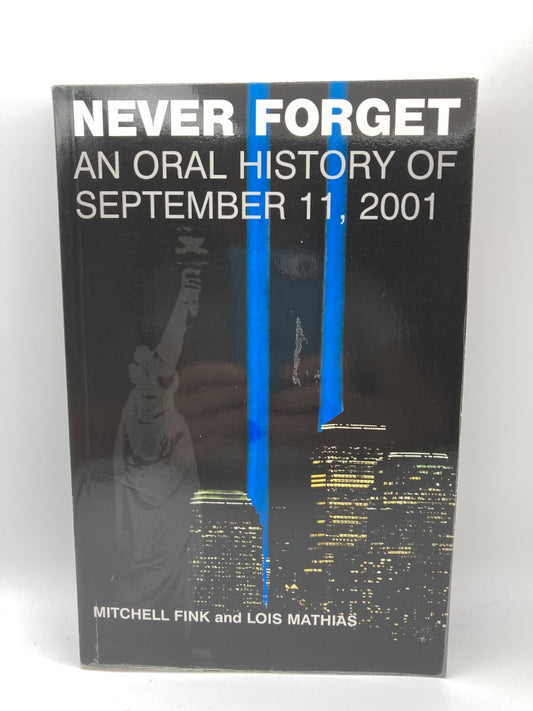 NEVER FORGET
AN ORAL HISTORY OF
SEPTEMBER 11, 2001
MITCHELL FINK and LOIS MATHIAS